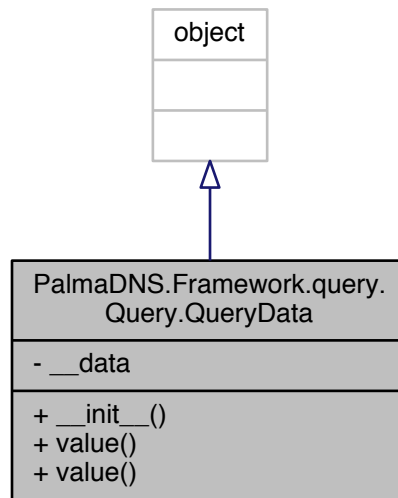 object
PalmaDNS.Framework.query.
Query.QueryData
- __data
+ __init__()
+ value()
+ value()